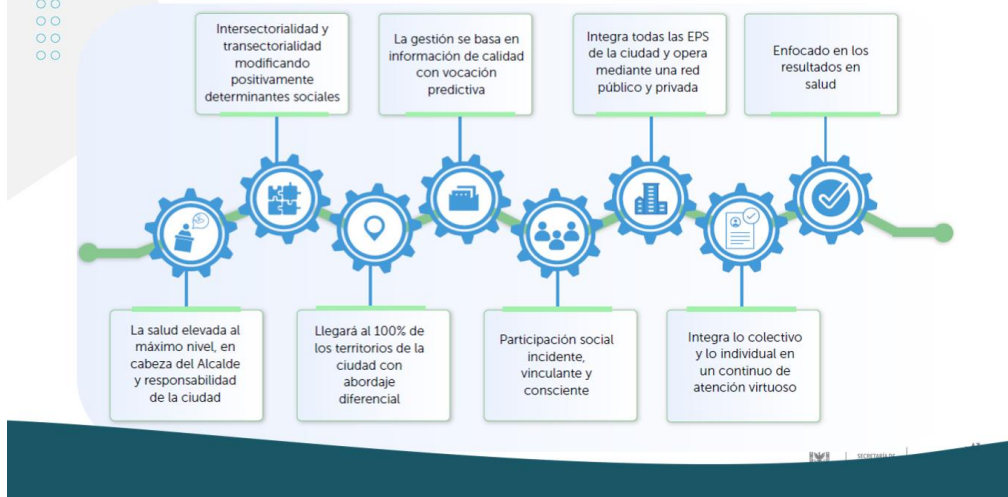 Intersectorialidad y
transectorialidad
modificando
positivamente
determinantes sociales
La gestión se basa en
información de calidad
con vocación
predictiva
Integra todas las EPS
de la ciudad y opera
mediante una red
público y privada
Enfocado en los
resultados en
salud
La salud elevada al
máximo nivel, en
cabeza del Alcalde
y responsabilidad
de la ciudad
Llegará al 100% de
los territorios de la
ciudad con
abordaje
diferencial
Participación social
incidente,
vinculante y
consciente
Integra lo colectivo
y lo individual en
un continuo de
atención virtuoso
SECRETARÍA DE